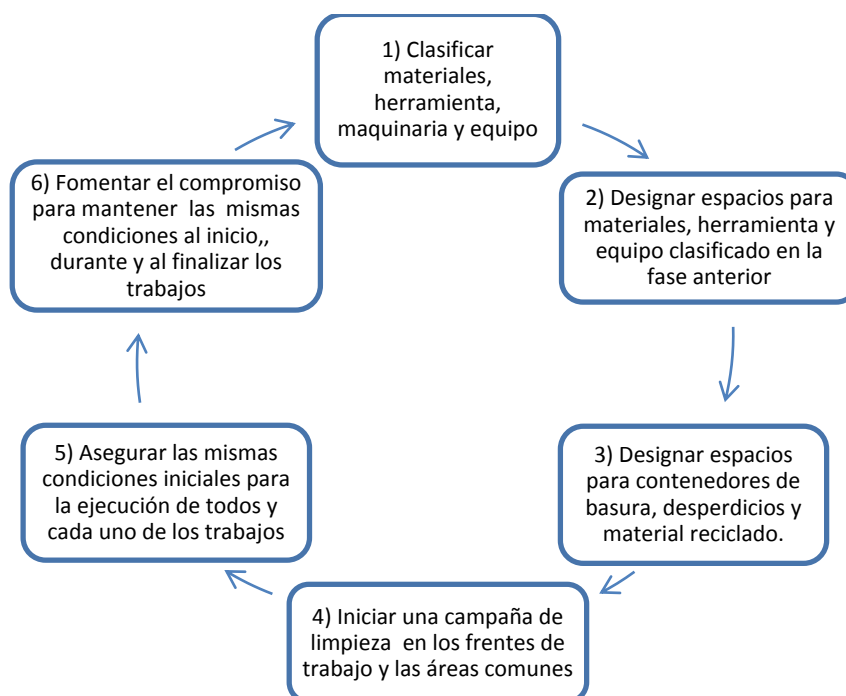 1) Clasificar
materiales,
herramienta,
maquinaria y equipo
2) Designar espacios para
materiales, herramienta y
equipo clasificado en la
fase anterior
3) Designar espacios
para contenedores de
basura, desperdicios y
material reciclado.
4) Iniciar una campaña de
limpieza en los frentes de
trabajo y las áreas comunes
5) Asegurar las mismas
condiciones iniciales para
la ejecución de todos y
cada uno de los trabajos
6) Fomentar el compromiso
para mantener las mismas
condiciones al inicio,,
durante y al finalizar los
trabajos